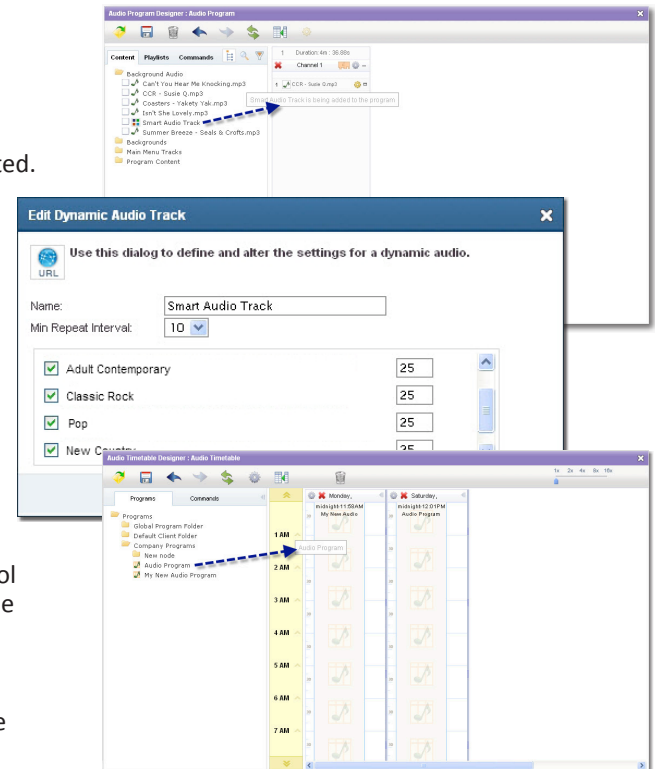 Audio Program Designer : Audio Program
Content Playlists Commands
1 Duration:4m : 36.88s
Channel 1
Background Audio
Can't You Hear Me Knocking.mp3
CCR - Susie Q.mp3
Coasters - Yakety Yak.mp3
Isn't She Lovely.mp3
Smart Audio Track
Summer Breeze - Seals & Crofts.mp3
Backgrounds
Main Menu Tracks
Program Content
1 CCR - Susie Q.mp3
Smart Audio Track is being added to the program
ted.
Edit Dynamic Audio Track
URL
Use this dialog to define and alter the settings for a dynamic audio.
Name: Smart Audio Track
Min Repeat Interval: 10
Adult Contemporary 25
Classic Rock 25
Pop 25
New Country 25
Audio Timetable Designer : Audio Timetable
1x 2x 4x 8x 16x
Programs Commands
Monday, Saturday,
midnight-11:59AM midnight-12:01PM
My New Audio Audio Program
Programs
Global Program Folder
Default Client Folder
Company Programs
New node
Audio Program
My New Audio Program
Audio Program
1 AM
2 AM
3 AM
4 AM
5 AM
6 AM
7 AM
ol
e
e